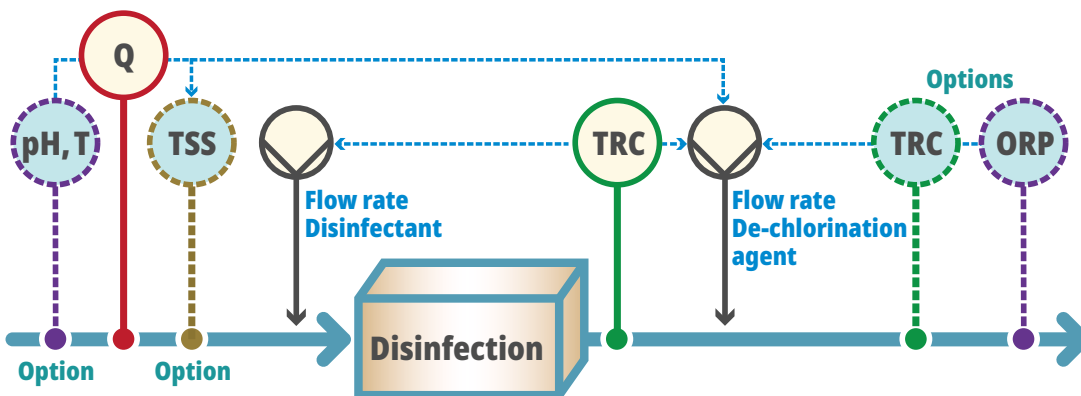 Q
Options
pH, T
TSS
TRC
TRC
ORP
Flow rate
Disinfectant
Flow rate
De-chlorination
agent
Disinfection
Option
Option